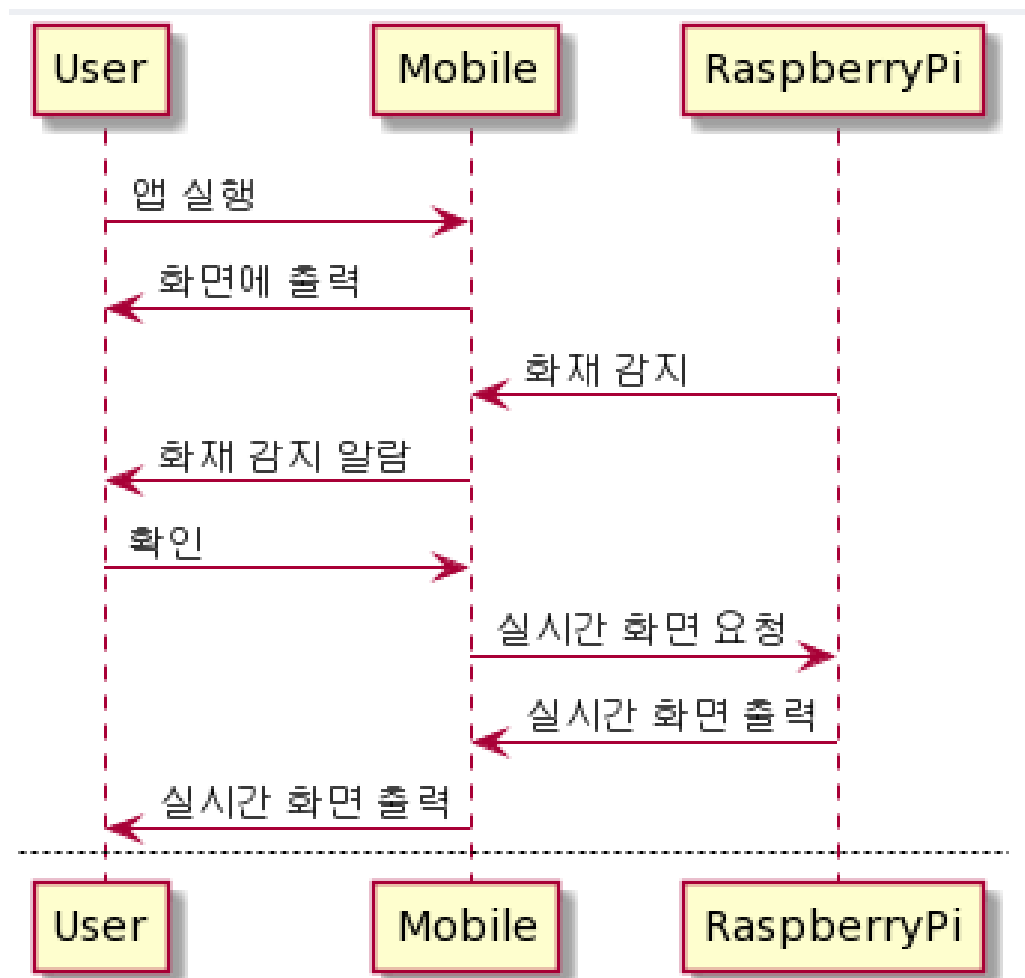 User Mobile RaspberryPi
앱 실행
화면에 출력
화재 감지
화재 감지 알람
확인
실시간 화면 요청
실시간 화면 출력
실시간 화면 출력
User Mobile RaspberryPi